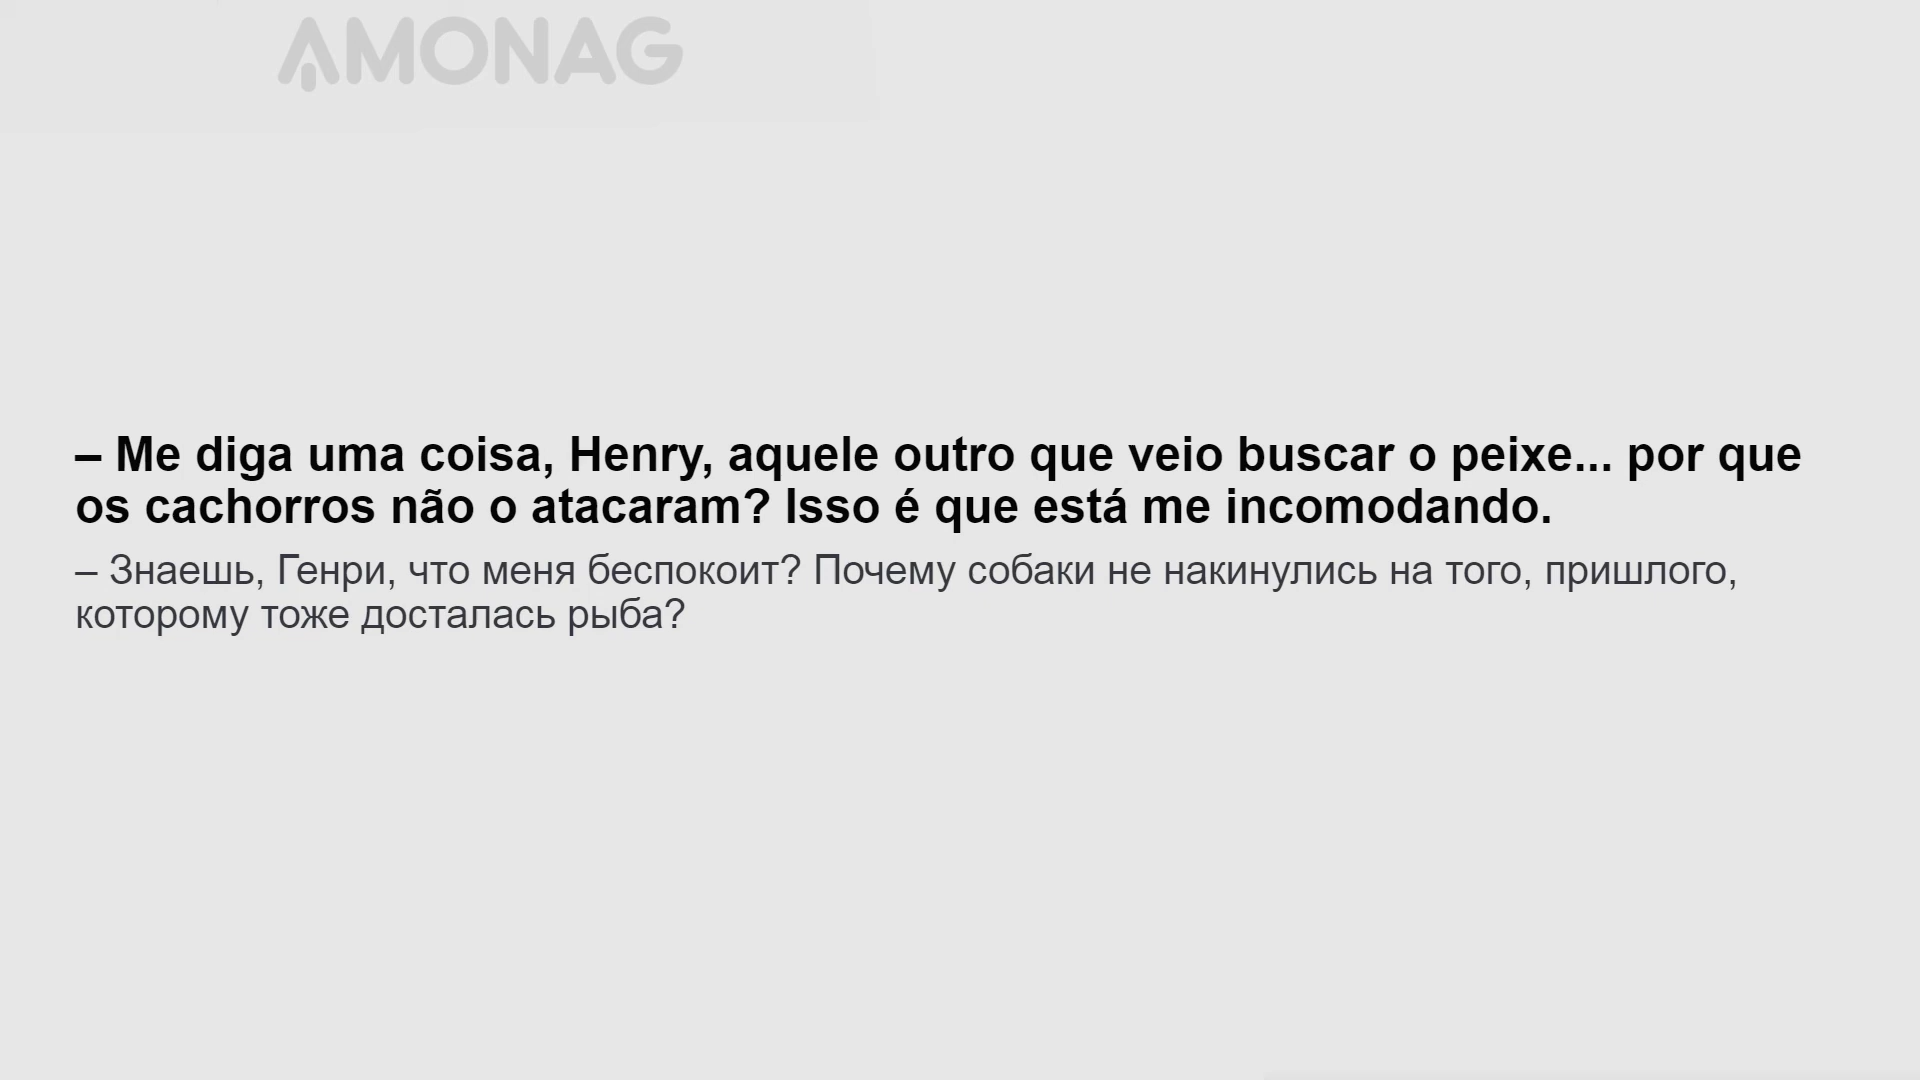 AMONAG
– Me diga uma coisa, Henry, aquele outro que veio buscar o peixe... por que
os cachorros não o atacaram? Isso é que está me incomodando.
– Знаешь, Генри, что меня беспокоит? Почему собаки не накинулись на того, пришлого,
которому тоже досталась рыба?